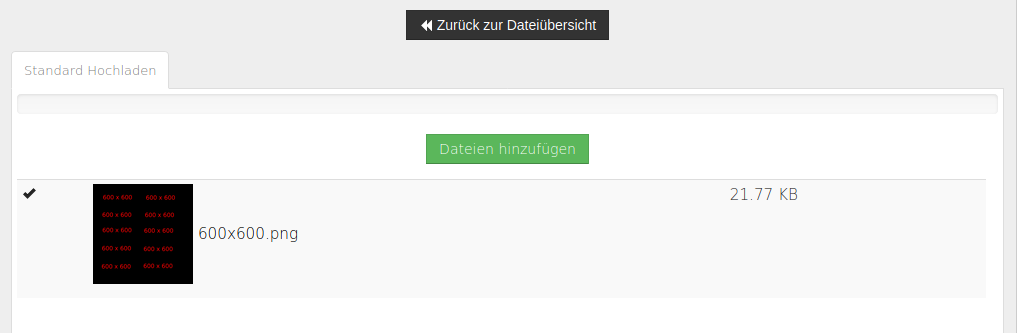 Zurück zur Dateiübersicht
Standard Hochladen
Dateien hinzufügen
21.77 KB
600 x 600 600 x 600
600 x 600 600 x 600
600 x 600 600 x 600
600 x 600 600 x 600
600 x 600 600 x 600
600x600.png